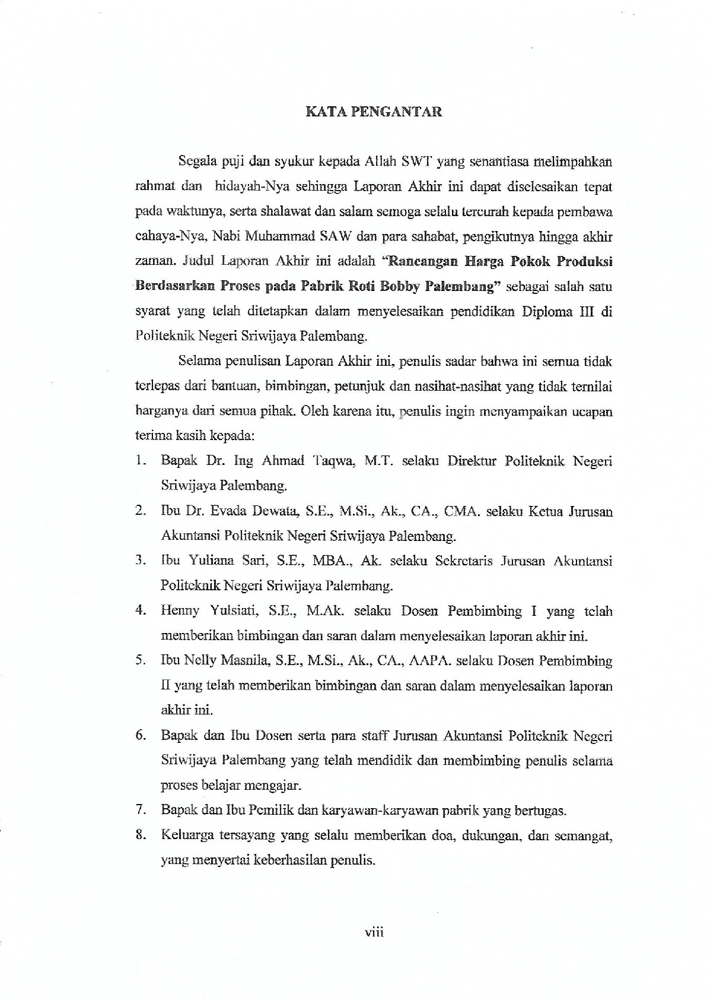 KATA PENGANTAR
Segala puji dan syukur kepada Allah SWT yang senantiasa melimpahkan
rahmat dan hidayah-Nya sehingga Laporan Akhir ini dapat diselesaikan tepat
pada waktunya, serta shalawat dan salam semoga selalu tercurah kepada pembawa
cahaya-Nya, Nabi Muhammad SAW dan para sahabat, pengikutnya hingga akhir
zaman. Judul Laporan Akhir ini adalah “Rancangan Harga Pokok Produksi
Berdasarkan Proses pada Pabrik Roti Bobby Palembang” sebagai salah satu
syarat yang telah ditetapkan dalam menyelesaikan pendidikan Diploma III di
Politeknik Negeri Sriwijaya Palembang.
Selama penulisan Laporan Akhir ini, penulis sadar bahwa ini semua tidak
terlepas dari bantuan, bimbingan, petunjuk dan nasihat-nasihat yang tidak ternilai
harganya dari semua pihak. Oleh karena itu, penulis ingin menyampaikan ucapan
terima kasih kepada:
1. Bapak Dr. Ing Ahmad Taqwa, M.T. selaku Direktur Politeknik Negeri
Sriwijaya Palembang.
2. Ibu Dr. Evada Dewata, S.E., M.Si., Ak., CA., CMA. selaku Ketua Jurusan
Akuntansi Politeknik Negeri Sriwijaya Palembang.
3. Ibu Yuliana Sari, S.E., MBA., Ak. selaku Sekretaris Jurusan Akuntansi
Politeknik Negeri Sriwijaya Palembang.
4. Henny Yulsiati, S.E., M.Ak. selaku Dosen Pembimbing I yang telah
memberikan bimbingan dan saran dalam menyelesaikan laporan akhir ini.
5. Ibu Nelly Masnila, S.E., M.Si., Ak., CA., AAPA. selaku Dosen Pembimbing
II yang telah memberikan bimbingan dan saran dalam menyelesaikan laporan
akhir ini.
6. Bapak dan Ibu Dosen serta para staff Jurusan Akuntansi Politeknik Negeri
Sriwijaya Palembang yang telah mendidik dan membimbing penulis selama
proses belajar mengajar.
7. Bapak dan Ibu Pemilik dan karyawan-karyawan pabrik yang bertugas.
8. Keluarga tersayang yang selalu memberikan doa, dukungan, dan semangat,
yang menyertai keberhasilan penulis.
viii